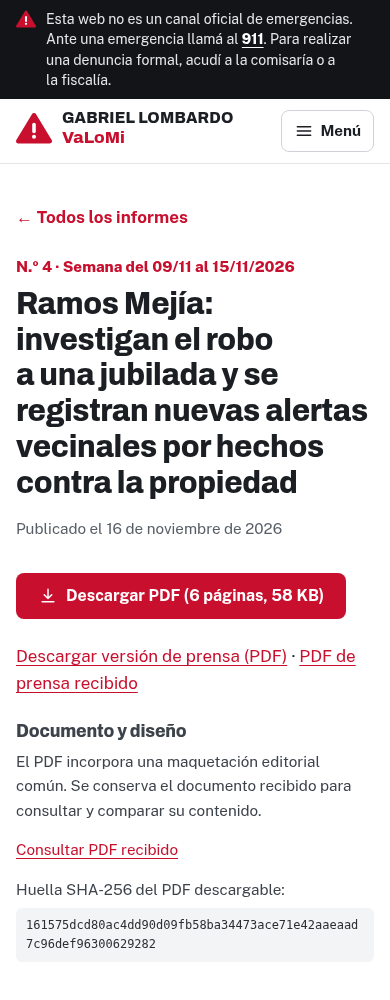 Esta web no es un canal oficial de emergencias.
Ante una emergencia llamá al 911. Para realizar
una denuncia formal, acudí a la comisaría o a
la fiscalía.
GABRIEL LOMBARDO
VaLoMi
Menú
← Todos los informes
N.º 4 · Semana del 09/11 al 15/11/2026
Ramos Mejía:
investigan el robo
a una jubilada y se
registran nuevas alertas
vecinales por hechos
contra la propiedad
Publicado el 16 de noviembre de 2026
Descargar PDF (6 páginas, 58 KB)
Descargar versión de prensa (PDF) · PDF de
prensa recibido
Documento y diseño
El PDF incorpora una maquetación editorial
común. Se conserva el documento recibido para
consultar y comparar su contenido.
Consultar PDF recibido
Huella SHA-256 del PDF descargable:
161575dcd80ac4dd90d09fb58ba34473ace71e42aaeaad
7c96def96300629282